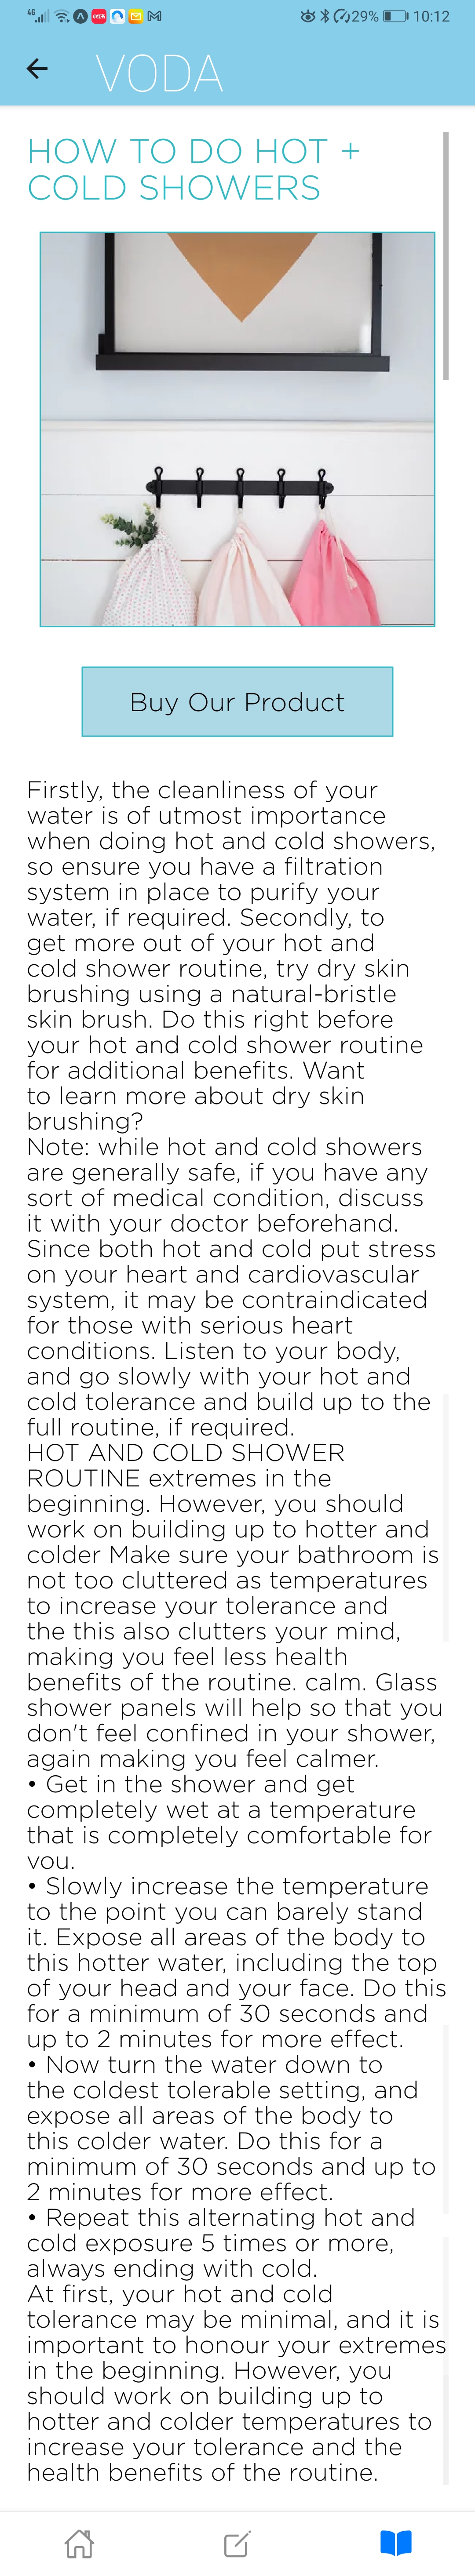 4G 29% 10:12
VODA
HOW TO DO HOT +
COLD SHOWERS
Buy Our Product
Firstly, the cleanliness of your
water is of utmost importance
when doing hot and cold showers,
so ensure you have a filtration
system in place to purify your
water, if required. Secondly, to
get more out of your hot and
cold shower routine, try dry skin
brushing using a natural-bristle
skin brush. Do this right before
your hot and cold shower routine
for additional benefits. Want
to learn more about dry skin
brushing?
Note: while hot and cold showers
are generally safe, if you have any
sort of medical condition, discuss
it with your doctor beforehand.
Since both hot and cold put stress
on your heart and cardiovascular
system, it may be contraindicated
for those with serious heart
conditions. Listen to your body,
and go slowly with your hot and
cold tolerance and build up to the
full routine, if required.
HOT AND COLD SHOWER
ROUTINE extremes in the
beginning. However, you should
work on building up to hotter and
colder Make sure your bathroom is
not too cluttered as temperatures
to increase your tolerance and
the this also clutters your mind,
making you feel less health
benefits of the routine. calm. Glass
shower panels will help so that you
don't feel confined in your shower,
again making you feel calmer.
• Get in the shower and get
completely wet at a temperature
that is completely comfortable for
vou.
• Slowly increase the temperature
to the point you can barely stand
it. Expose all areas of the body to
this hotter water, including the top
of your head and your face. Do this
for a minimum of 30 seconds and
up to 2 minutes for more effect.
• Now turn the water down to
the coldest tolerable setting, and
expose all areas of the body to
this colder water. Do this for a
minimum of 30 seconds and up to
2 minutes for more effect.
• Repeat this alternating hot and
cold exposure 5 times or more,
always ending with cold.
At first, your hot and cold
tolerance may be minimal, and it is
important to honour your extremes
in the beginning. However, you
should work on building up to
hotter and colder temperatures to
increase your tolerance and the
health benefits of the routine.